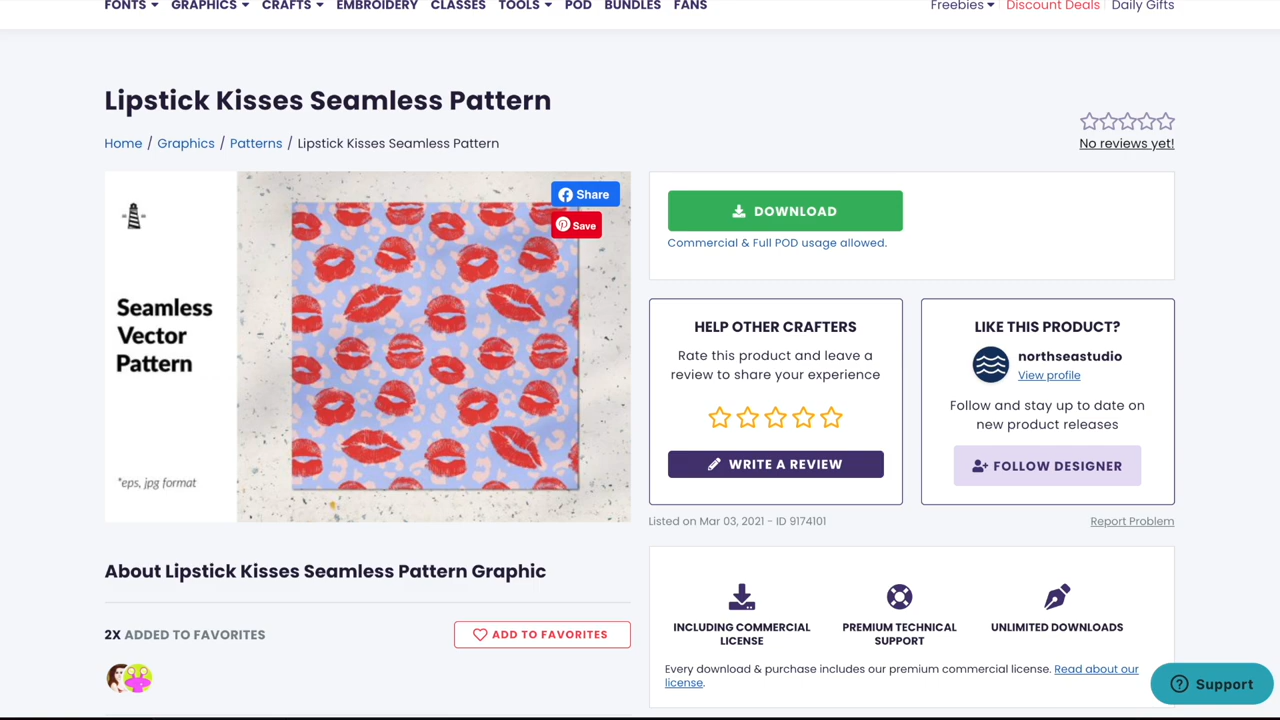 FONTS GRAPHICS CRAFTS EMBROIDERY CLASSES TOOLS POD BUNDLES FANS Freebies Discount Deals Daily Gifts
Lipstick Kisses Seamless Pattern
No reviews yet!
Home / Graphics / Patterns / Lipstick Kisses Seamless Pattern
Share
Save
Seamless
Vector
Pattern
*eps, jpg format
DOWNLOAD
Commercial & Full POD usage allowed.
HELP OTHER CRAFTERS
Rate this product and leave a
review to share your experience
WRITE A REVIEW
LIKE THIS PRODUCT?
northseastudio
View profile
Follow and stay up to date on
new product releases
FOLLOW DESIGNER
Listed on Mar 03, 2021 - ID 9174101
Report Problem
About Lipstick Kisses Seamless Pattern Graphic
2X ADDED TO FAVORITES
ADD TO FAVORITES
INCLUDING COMMERCIAL
LICENSE
PREMIUM TECHNICAL
SUPPORT
UNLIMITED DOWNLOADS
Every download & purchase includes our premium commercial license. Read about our
license.
Support